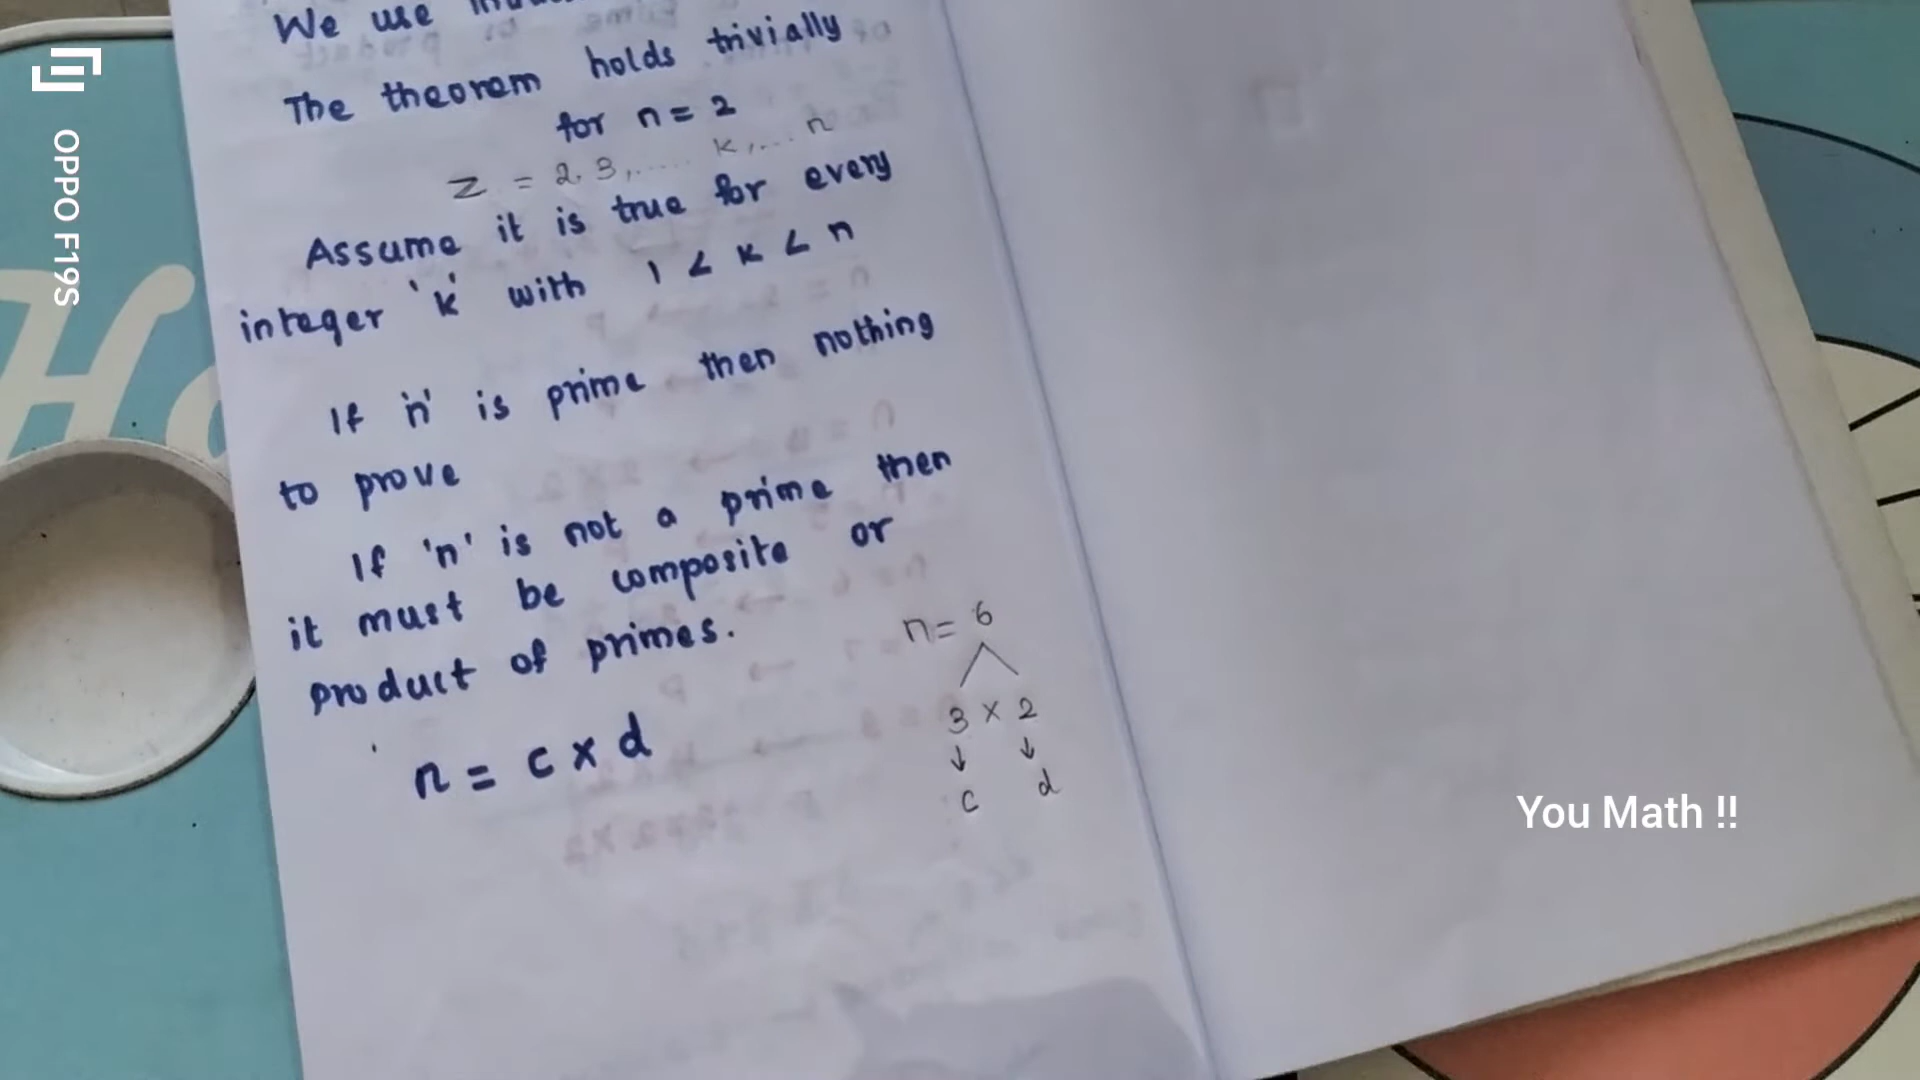 We use
The theorem holds trivially
for n = 2
Z = 2, 3, ..... k, ... n
Assume it is true for every
integer 'k' with 1 < k < n
If 'n' is prime then nothing
to prove
If 'n' is not a prime then
it must be composite or
product of primes.
n = c x d
n = 6
3 x 2
↓ ↓
c d
OPPO F19S
You Math !!